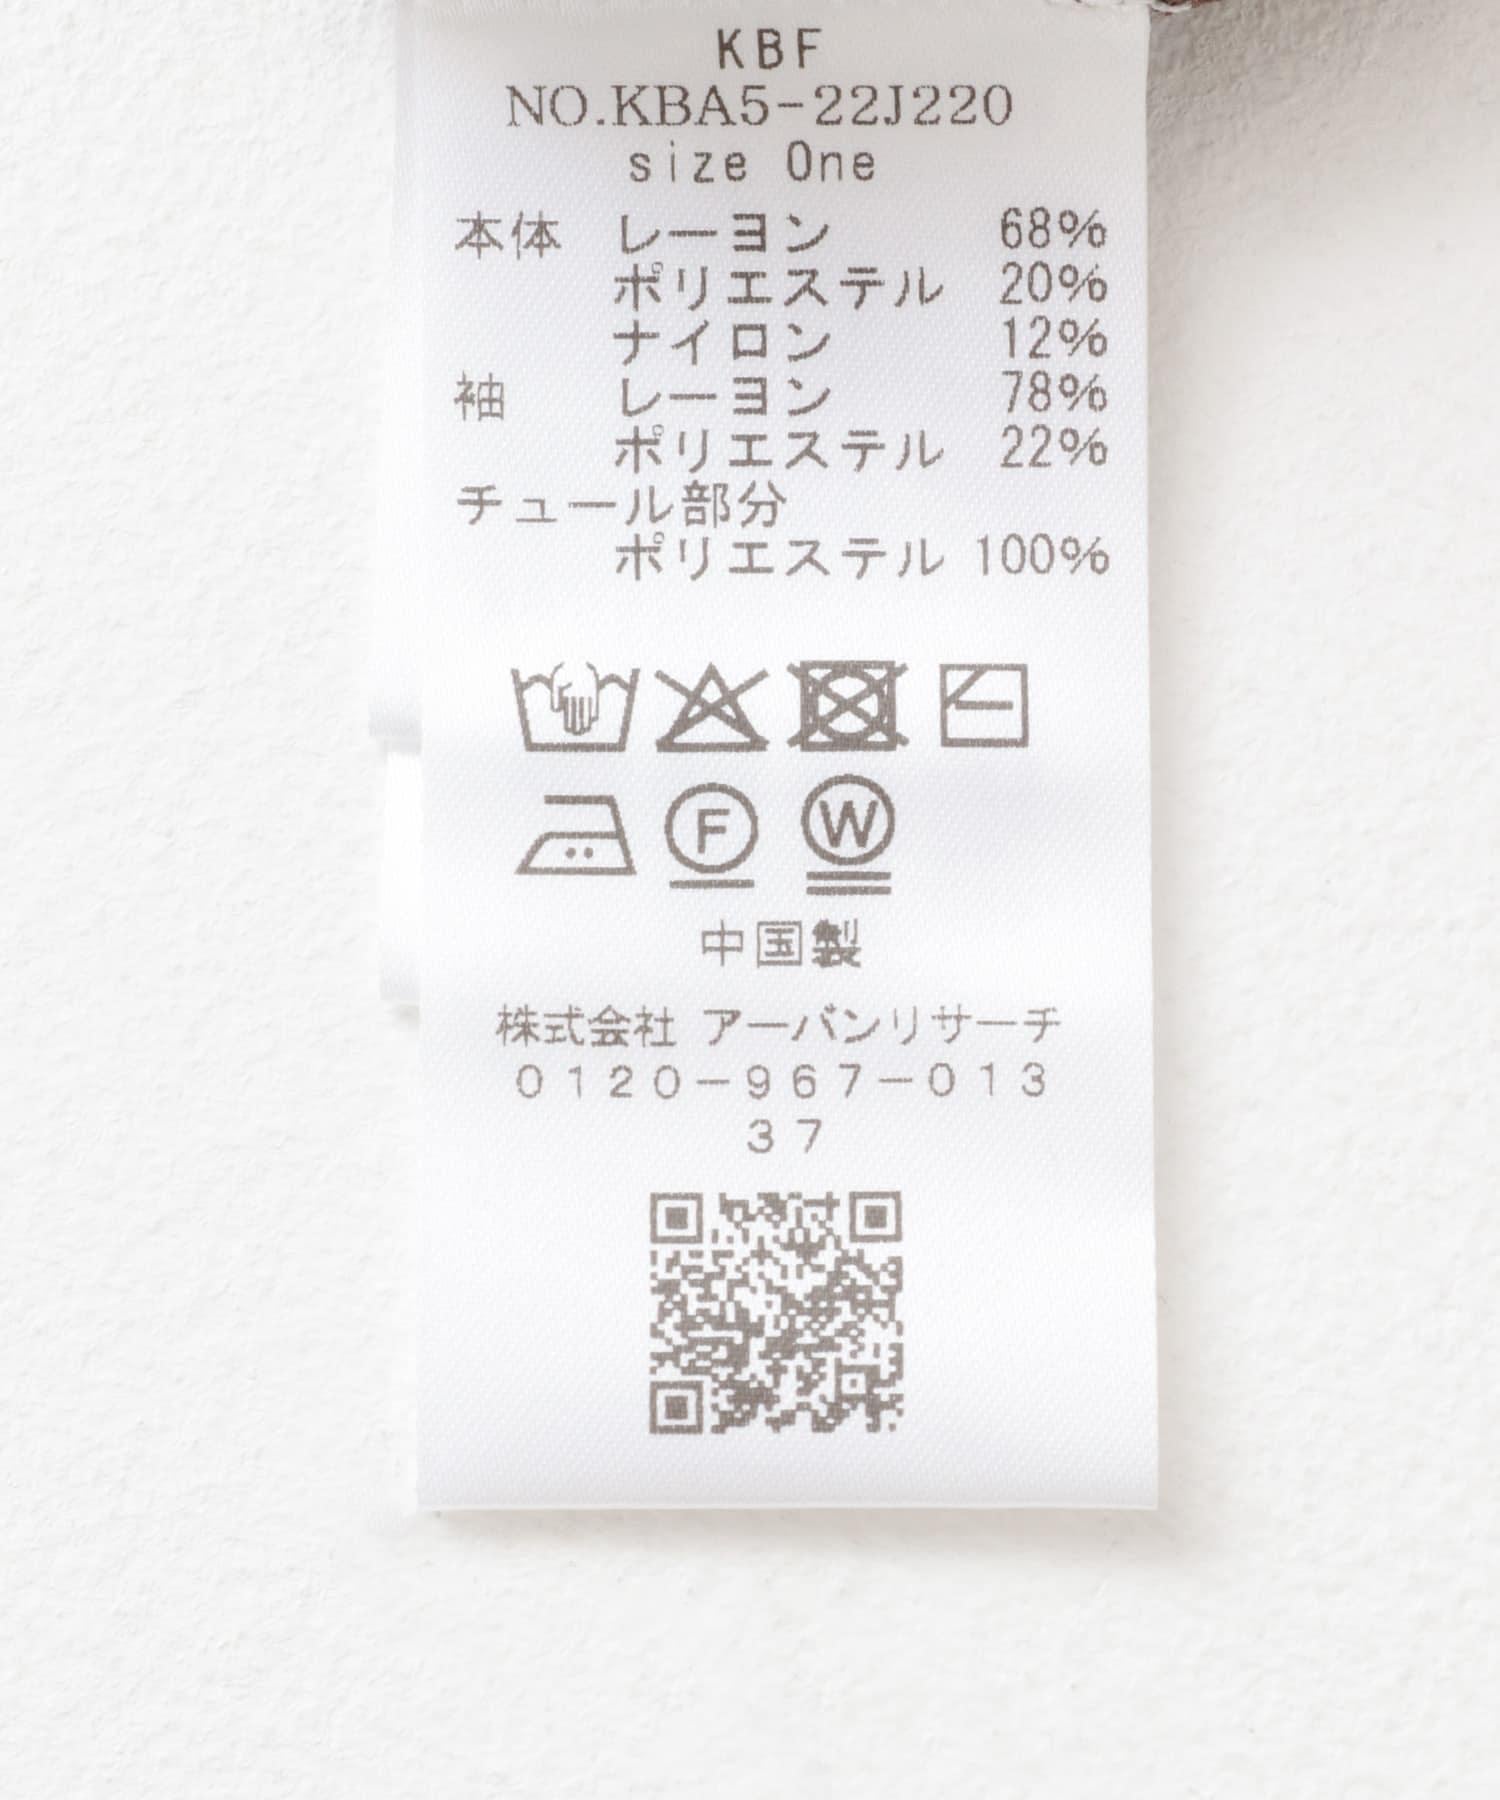 KBF
NO.KBA5-22J220
size One
本体 レーヨン 68%
ポリエステル 20%
ナイロン 12%
袖 レーヨン 78%
ポリエステル 22%
チュール部分
ポリエステル 100%
F W
中国製
株式会社 アーバンリサーチ
0120-967-013
37